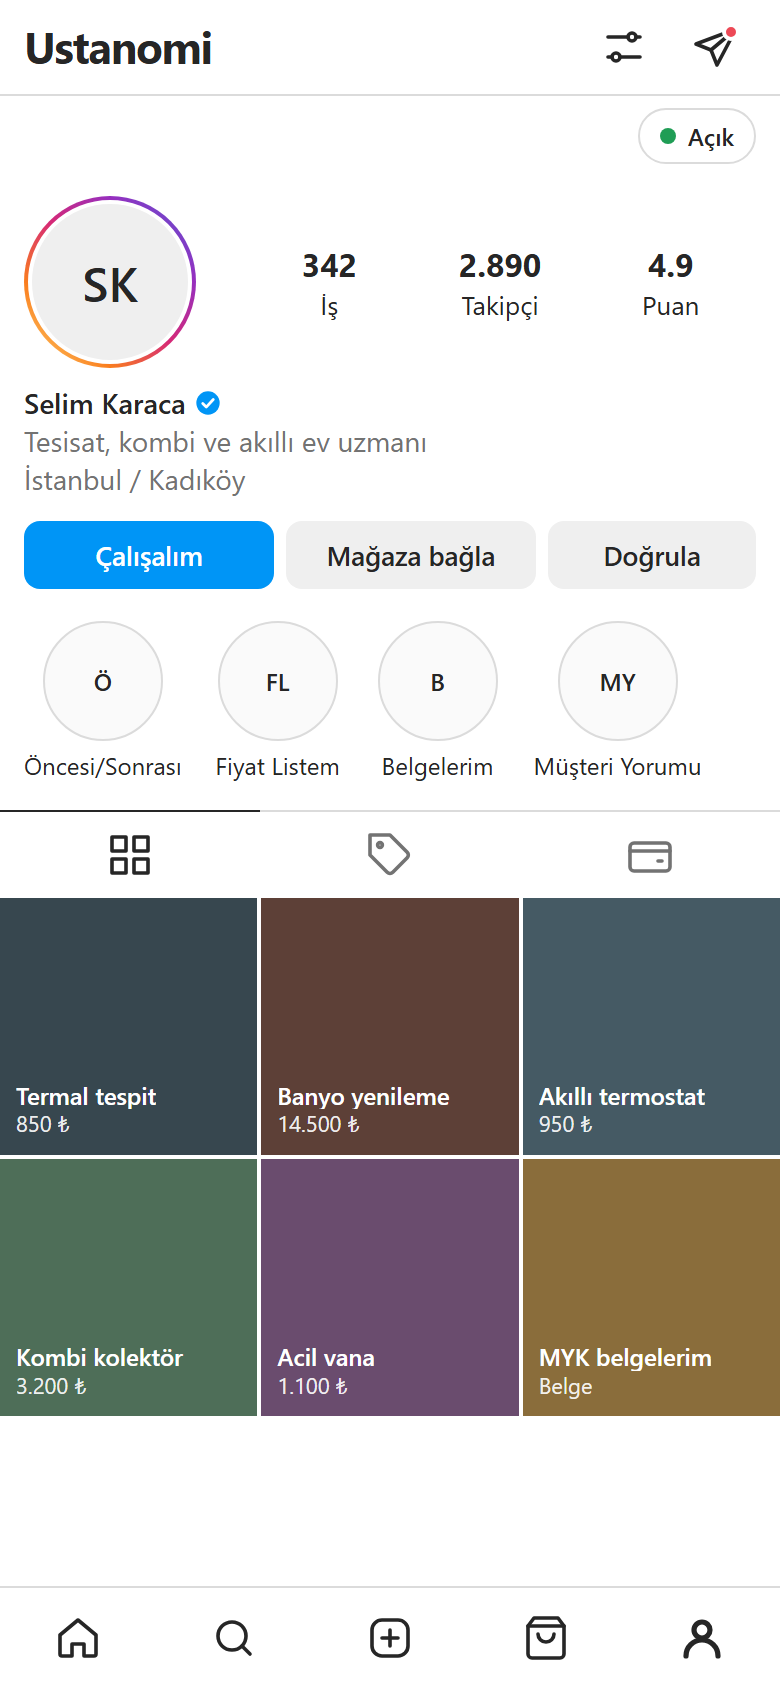 Ustanomi
Açık
SK
342
İş
2.890
Takipçi
4.9
Puan
Selim Karaca
Tesisat, kombi ve akıllı ev uzmanı
İstanbul / Kadıköy
Çalışalım
Mağaza bağla
Doğrula
Ö
Öncesi/Sonrası
FL
Fiyat Listem
B
Belgelerim
MY
Müşteri Yorumu
Termal tespit
850 ₺
Banyo yenileme
14.500 ₺
Akıllı termostat
950 ₺
Kombi kolektör
3.200 ₺
Acil vana
1.100 ₺
MYK belgelerim
Belge